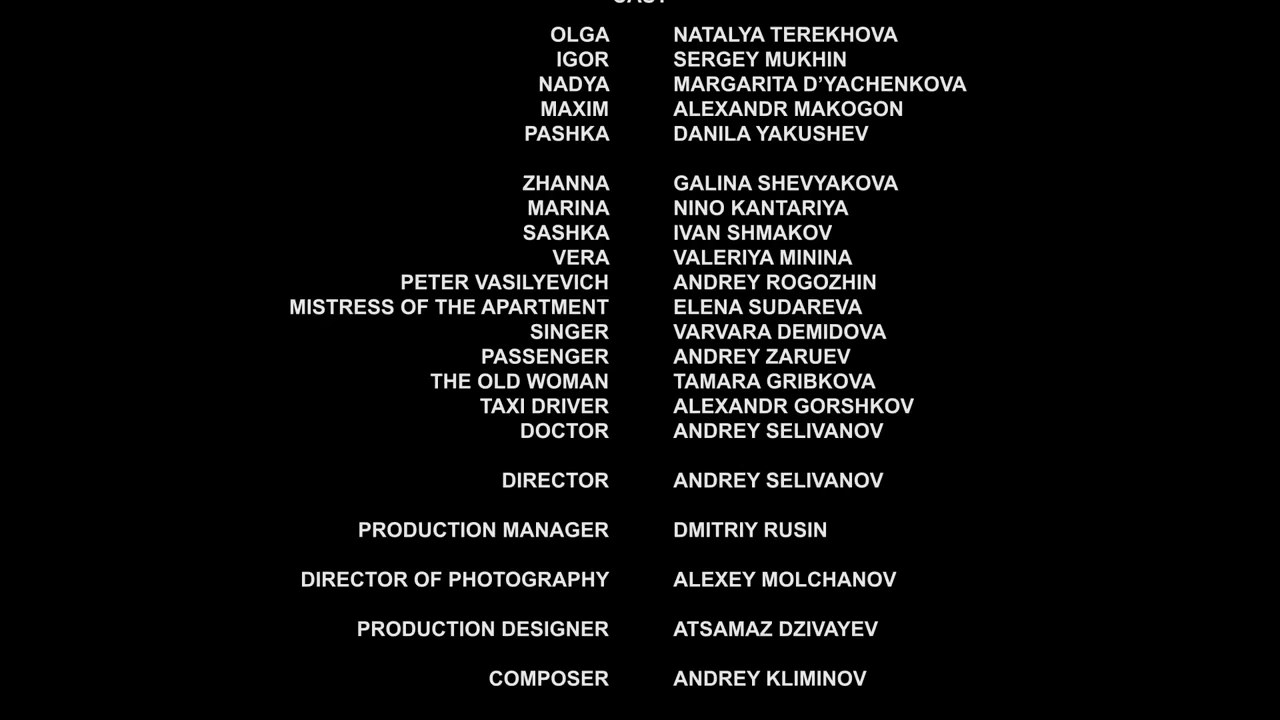 CAST
OLGA NATALYA TEREKHOVA
IGOR SERGEY MUKHIN
NADYA MARGARITA D’YACHENKOVA
MAXIM ALEXANDR MAKOGON
PASHKA DANILA YAKUSHEV
ZHANNA GALINA SHEVYAKOVA
MARINA NINO KANTARIYA
SASHKA IVAN SHMAKOV
VERA VALERIYA MININA
PETER VASILYEVICH ANDREY ROGOZHIN
MISTRESS OF THE APARTMENT ELENA SUDAREVA
SINGER VARVARA DEMIDOVA
PASSENGER ANDREY ZARUEV
THE OLD WOMAN TAMARA GRIBKOVA
TAXI DRIVER ALEXANDR GORSHKOV
DOCTOR ANDREY SELIVANOV
DIRECTOR ANDREY SELIVANOV
PRODUCTION MANAGER DMITRIY RUSIN
DIRECTOR OF PHOTOGRAPHY ALEXEY MOLCHANOV
PRODUCTION DESIGNER ATSAMAZ DZIVAYEV
COMPOSER ANDREY KLIMINOV